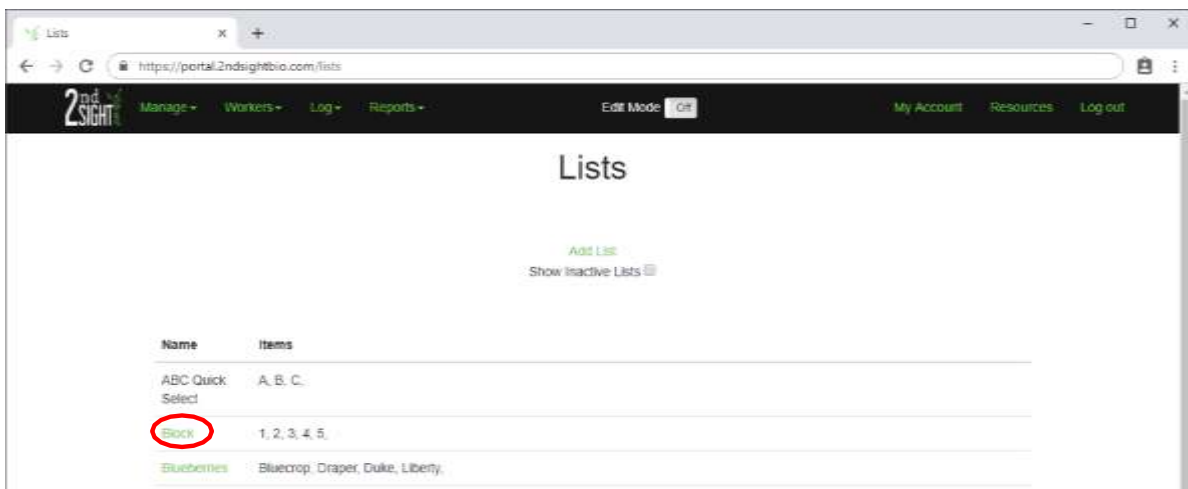 Lists
https://portal.2ndsightbio.com/lists
2nd SIGHT Manage Workers Log Reports Edit Mode Off My Account Resources Log out
Lists
Add List
Show Inactive Lists
Name Items
ABC Quick Select A, B, C,
Block 1, 2, 3, 4, 5,
Blueberries Bluecrop, Draper, Duke, Liberty,